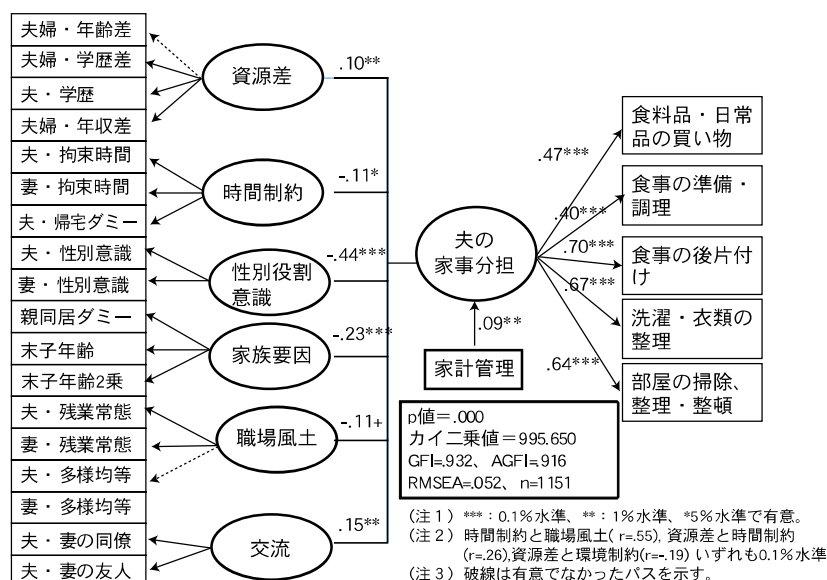 夫婦・年齢差
夫婦・学歴差
夫・学歴
夫婦・年収差
夫・拘束時間
妻・拘束時間
夫・帰宅ダミー
夫・性別意識
妻・性別意識
親同居ダミー
末子年齢
末子年齢2乗
夫・残業常態
妻・残業常態
夫・多様均等
妻・多様均等
夫・妻の同僚
夫・妻の友人
資源差
時間制約
性別役割
意識
家族要因
職場風土
交流
.10**
-.11*
-.44***
-.23***
-.11+
.15**
夫の
家事分担
.09**
家計管理
.47***
.40***
.70***
.67***
.64***
食料品・日常
品の買い物
食事の準備・
調理
食事の後片付
け
洗濯・衣類の
整理
部屋の掃除、
整理・整頓
p値=.000
カイ二乗値=995.650
GFI=.932、AGFI=.916
RMSEA=.052、n=1151
(注1) ***:0.1%水準、**:1%水準、*5%水準で有意。
(注2) 時間制約と職場風土( r=.55), 資源差と時間制約
(r=.26),資源差と環境制約(r=-.19) いずれも0.1%水準
(注3) 破線は有意でなかったパスを示す。